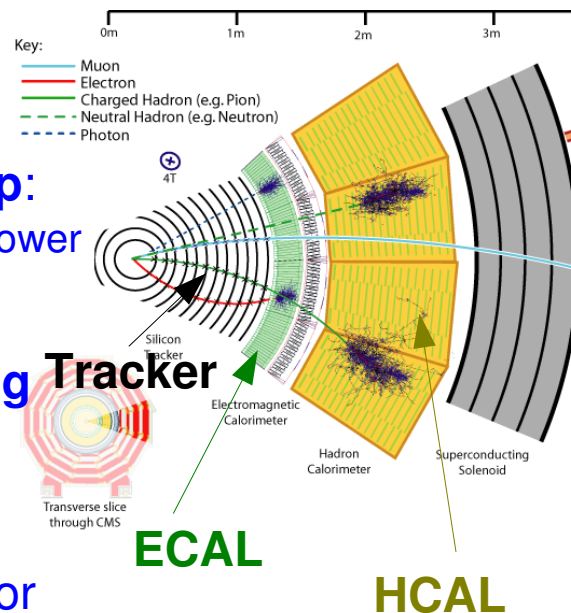 0m 1m 2m 3m
Key:
Muon
Electron
Charged Hadron (e.g. Pion)
Neutral Hadron (e.g. Neutron)
Photon
4T
p:
ower
Silicon
Tracker
ng
Tracker
Electromagnetic
Calorimeter
Hadron
Calorimeter
Superconducting
Solenoid
Transverse slice
through CMS
ECAL
HCAL
or